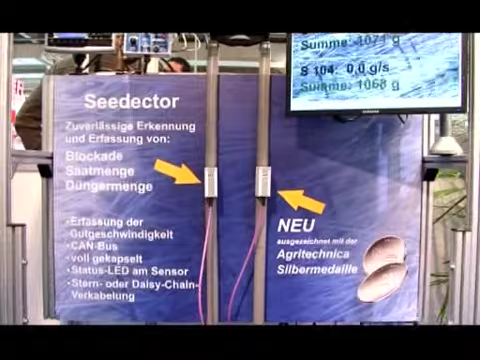 Summe: 1071 g
S 104: 0,0 g/s
Summe: 1068 g
Seedector
Zuverlässige Erkennung
und Erfassung von:
Blockade
Saatmenge
Düngermenge
•Erfassung der
Gutgeschwindigkeit
•CAN-Bus
•voll gekapselt
•Status-LED am Sensor
•Stern- oder Daisy-Chain-
Verkabelung
NEU
ausgezeichnet mit der
Agritechnica
Silbermedaille
SAMSUNG